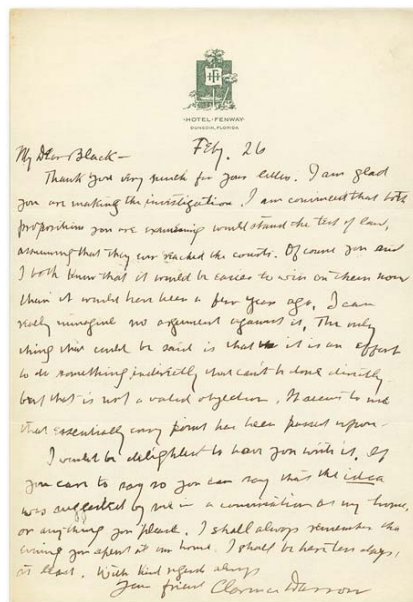 HF
HOTEL FENWAY
DUNEDIN, FLORIDA
Feby. 26
My Dear Black—
Thank you very much for your letter. I am glad
you are making the investigation. I am convinced that both
propositions you are examining would stand the test of law,
assuming that they ever reached the courts. Of course you and
I both know that it would be easier to win on them now
than it would have been a few years ago. I can
really imagine no argument against it. The only
thing that could be said is that it is an effort
to do something indirectly that can't be done directly
but that is not a valid objection. It seems to me
that essentially every point has been passed upon.
I would be delighted to have you write it. If
you care to say so you can say that the idea
was suggested by me in a conversation at my home,
or anything you please. I shall always remember the
evening you spent at our home. I shall be here ten days,
at least. With kind regards always
Your friend Clarence Darrow